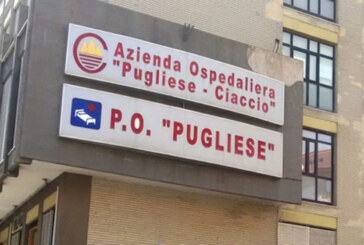 Azienda Ospedaliera
"Pugliese - Ciaccio"
P.O. "PUGLIESE"